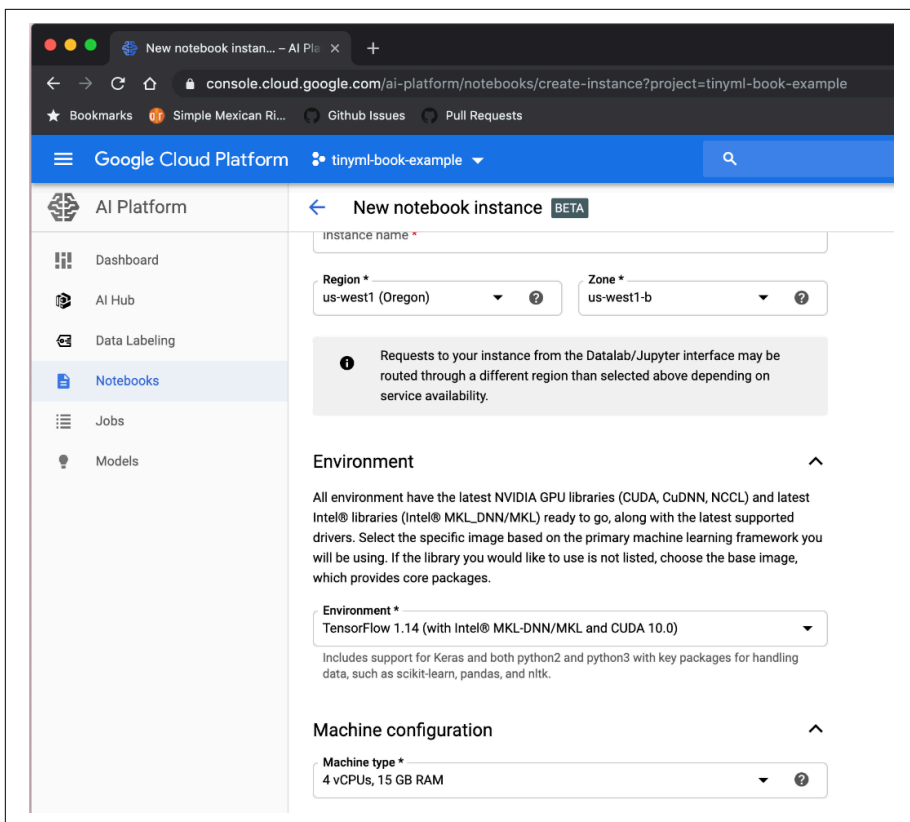 New notebook instan... – AI Pla
console.cloud.google.com/ai-platform/notebooks/create-instance?project=tinyml-book-example
Bookmarks
Simple Mexican Ri...
Github Issues
Pull Requests
Google Cloud Platform
tinyml-book-example
AI Platform
New notebook instance BETA
Instance name *
Dashboard
AI Hub
Data Labeling
Notebooks
Jobs
Models
Region *
us-west1 (Oregon)
Zone *
us-west1-b
Requests to your instance from the Datalab/Jupyter interface may be
routed through a different region than selected above depending on
service availability.
Environment
All environment have the latest NVIDIA GPU libraries (CUDA, CuDNN, NCCL) and latest
Intel® libraries (Intel® MKL_DNN/MKL) ready to go, along with the latest supported
drivers. Select the specific image based on the primary machine learning framework you
will be using. If the library you would like to use is not listed, choose the base image,
which provides core packages.
Environment *
TensorFlow 1.14 (with Intel® MKL-DNN/MKL and CUDA 10.0)
Includes support for Keras and both python2 and python3 with key packages for handling
data, such as scikit-learn, pandas, and nltk.
Machine configuration
Machine type *
4 vCPUs, 15 GB RAM